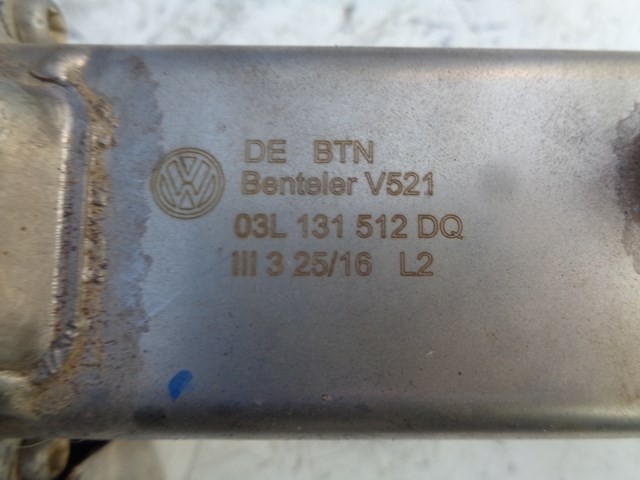 DE BTN
Benteler V521
03L 131 512 DQ
III 3 25/16 L2